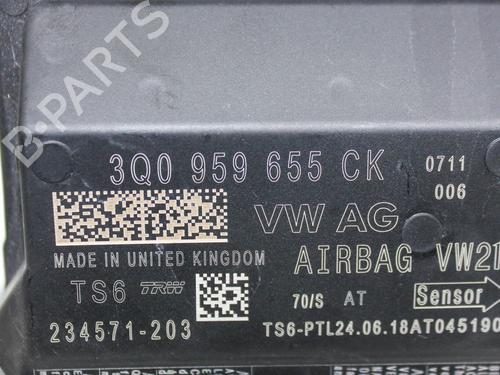 B-PARTS
3Q0 959 655 CK 0711
006
VW AG
MADE IN UNITED KINGDOM
AIRBAG VW21
TS6 TRW
70/S AT Sensor
234571-203
TS6-PTL24.06.18AT045190